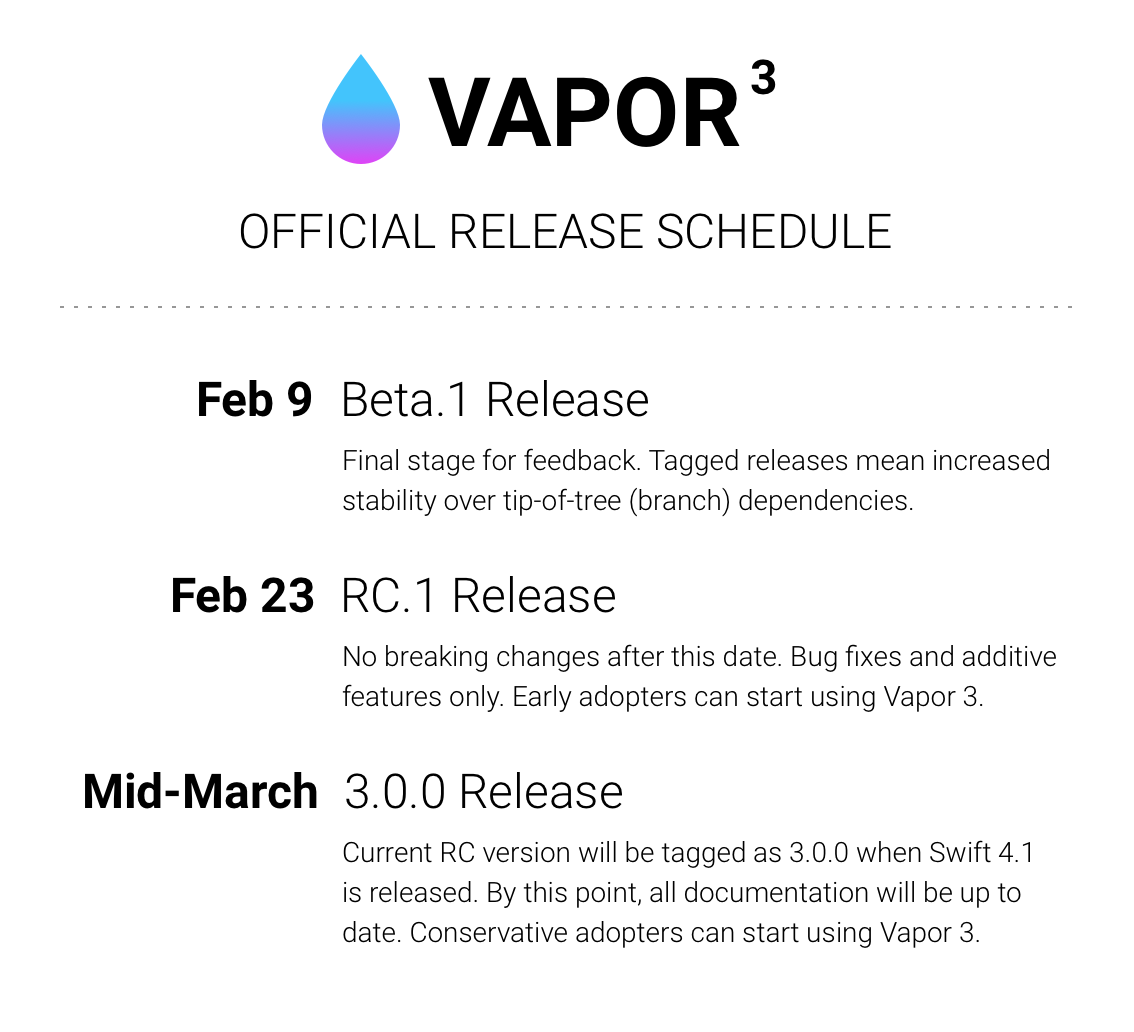 VAPOR 3
OFFICIAL RELEASE SCHEDULE
Feb 9 Beta.1 Release
Final stage for feedback. Tagged releases mean increased
stability over tip-of-tree (branch) dependencies.
Feb 23 RC.1 Release
No breaking changes after this date. Bug fixes and additive
features only. Early adopters can start using Vapor 3.
Mid-March 3.0.0 Release
Current RC version will be tagged as 3.0.0 when Swift 4.1
is released. By this point, all documentation will be up to
date. Conservative adopters can start using Vapor 3.